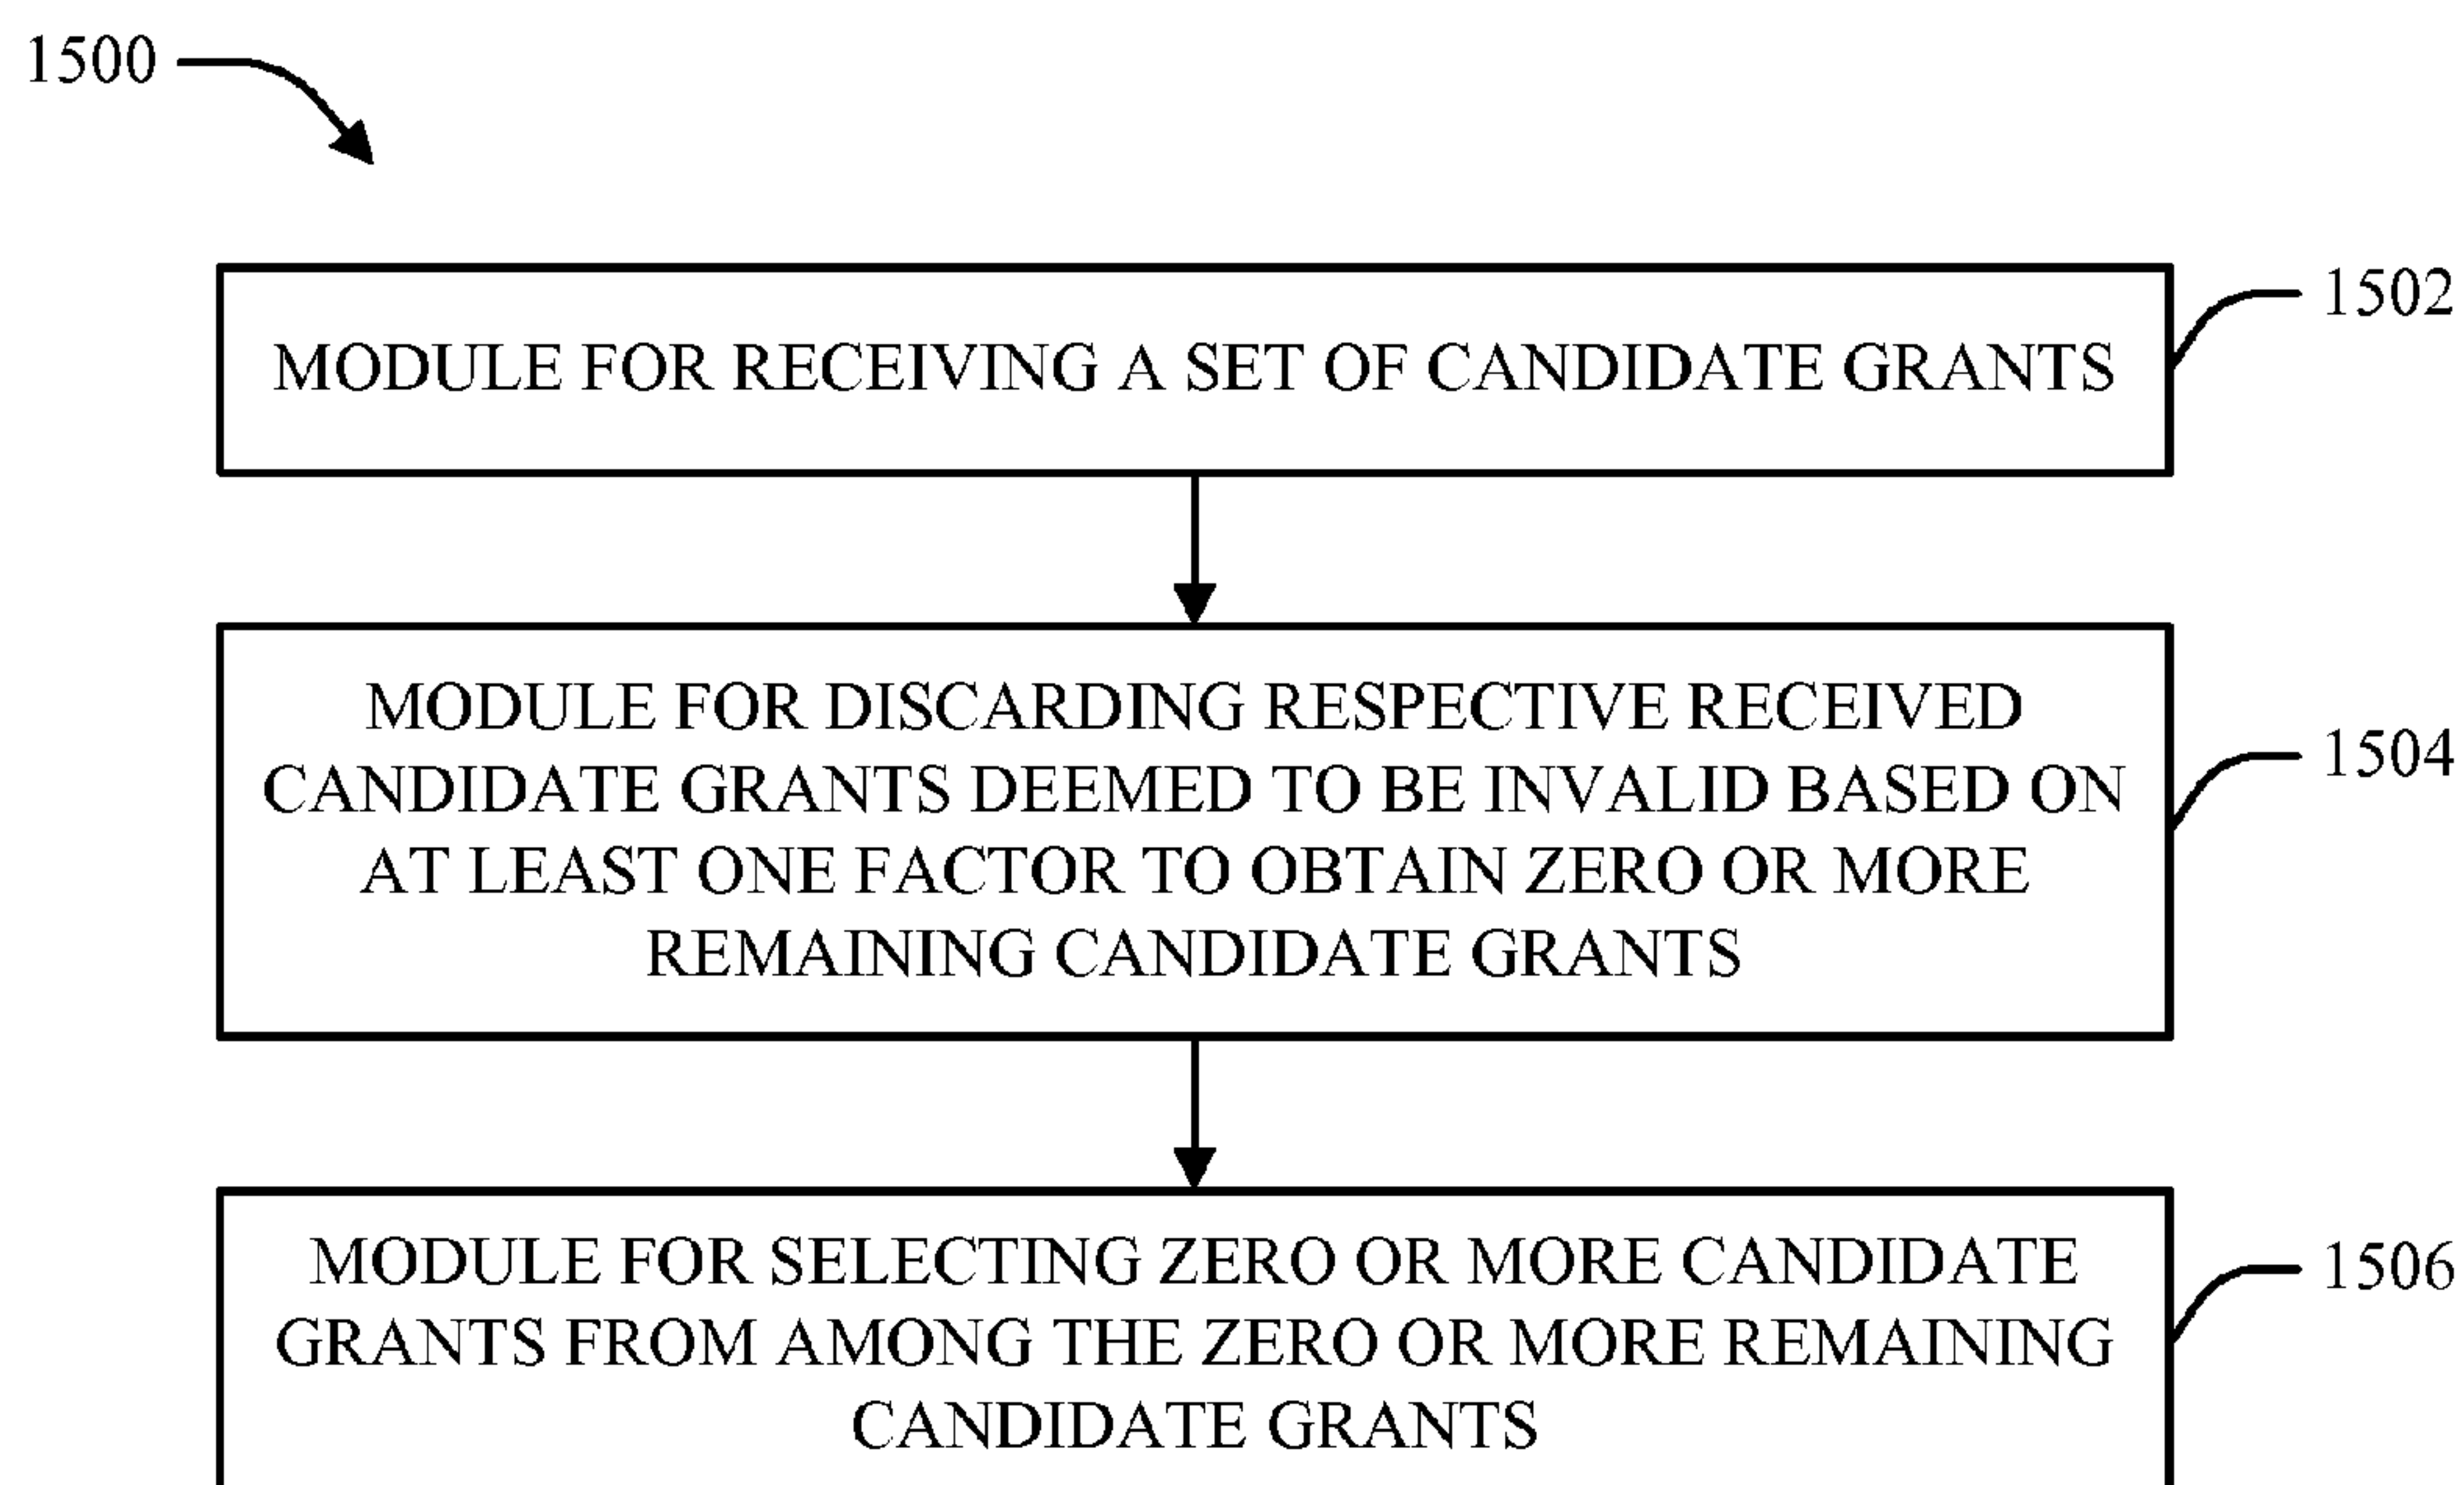 1500
1502
MODULE FOR RECEIVING A SET OF CANDIDATE GRANTS
MODULE FOR DISCARDING RESPECTIVE RECEIVED
CANDIDATE GRANTS DEEMED TO BE INVALID BASED ON
AT LEAST ONE FACTOR TO OBTAIN ZERO OR MORE
REMAINING CANDIDATE GRANTS
1504
MODULE FOR SELECTING ZERO OR MORE CANDIDATE
GRANTS FROM AMONG THE ZERO OR MORE REMAINING
CANDIDATE GRANTS
1506